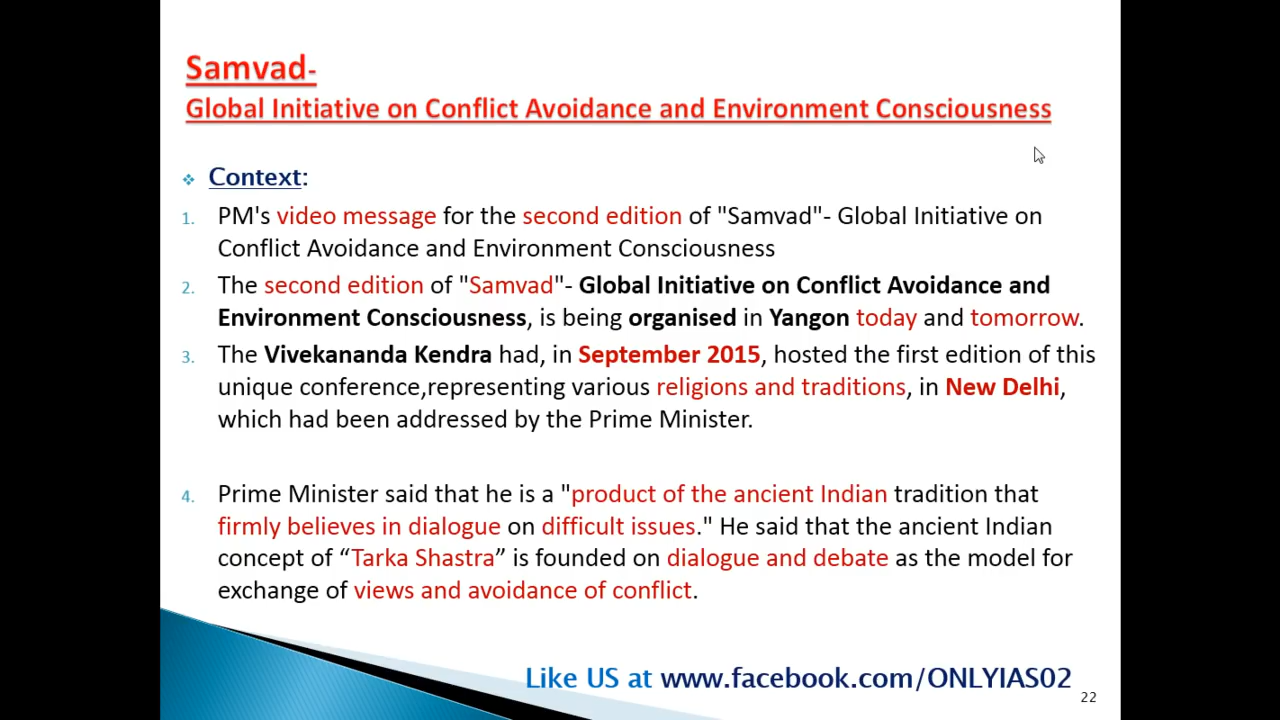 Samvad-
Global Initiative on Conflict Avoidance and Environment Consciousness
❖ Context:
1. PM's video message for the second edition of "Samvad"- Global Initiative on
Conflict Avoidance and Environment Consciousness
2. The second edition of "Samvad"- Global Initiative on Conflict Avoidance and
Environment Consciousness, is being organised in Yangon today and tomorrow.
3. The Vivekananda Kendra had, in September 2015, hosted the first edition of this
unique conference,representing various religions and traditions, in New Delhi,
which had been addressed by the Prime Minister.
4. Prime Minister said that he is a "product of the ancient Indian tradition that
firmly believes in dialogue on difficult issues." He said that the ancient Indian
concept of “Tarka Shastra” is founded on dialogue and debate as the model for
exchange of views and avoidance of conflict.
Like US at www.facebook.com/ONLYIAS02
22